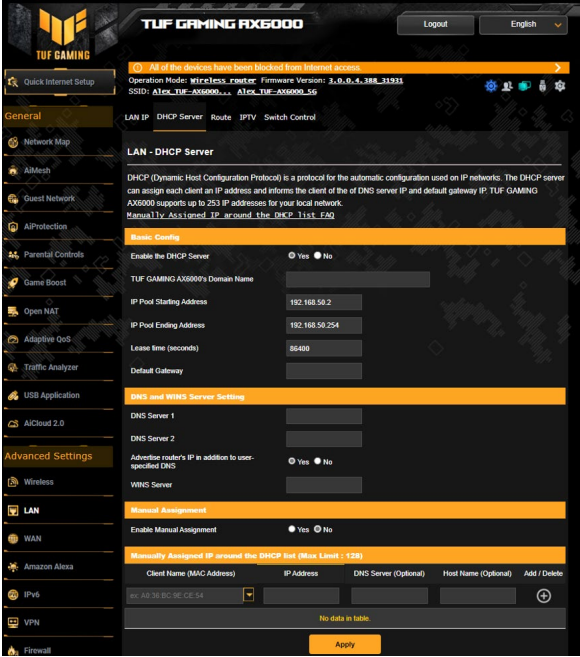 TUF GAMING AX6000
Logout
English
TUF GAMING
All of the devices have been blocked from Internet access.
Quick Internet Setup
Operation Mode: Wireless router Firmware Version: 3.0.0.4.388_31931
SSID: Alex_TUF-AX6000... Alex_TUF-AX6000_5G
General
LAN IP DHCP Server Route IPTV Switch Control
Network Map
AiMesh
Guest Network
AiProtection
Parental Controls
Game Boost
Open NAT
Adaptive QoS
Traffic Analyzer
USB Application
AiCloud 2.0
Advanced Settings
Wireless
LAN
WAN
Amazon Alexa
IPv6
VPN
Firewall
LAN - DHCP Server
DHCP (Dynamic Host Configuration Protocol) is a protocol for the automatic configuration used on IP networks. The DHCP server
can assign each client an IP address and informs the client of the of DNS server IP and default gateway IP. TUF GAMING
AX6000 supports up to 253 IP addresses for your local network.
Manually Assigned IP around the DHCP list FAQ
Basic Config
Enable the DHCP Server Yes No
TUF GAMING AX6000's Domain Name
IP Pool Starting Address 192.168.50.2
IP Pool Ending Address 192.168.50.254
Lease time (seconds) 86400
Default Gateway
DNS and WINS Server Setting
DNS Server 1
DNS Server 2
Advertise router's IP in addition to user-
specified DNS Yes No
WINS Server
Manual Assignment
Enable Manual Assignment Yes No
Manually Assigned IP around the DHCP list (Max Limit : 128)
Client Name (MAC Address) IP Address DNS Server (Optional) Host Name (Optional) Add / Delete
ex: A0:36:BC:9E:CE:54
No data in table.
Apply